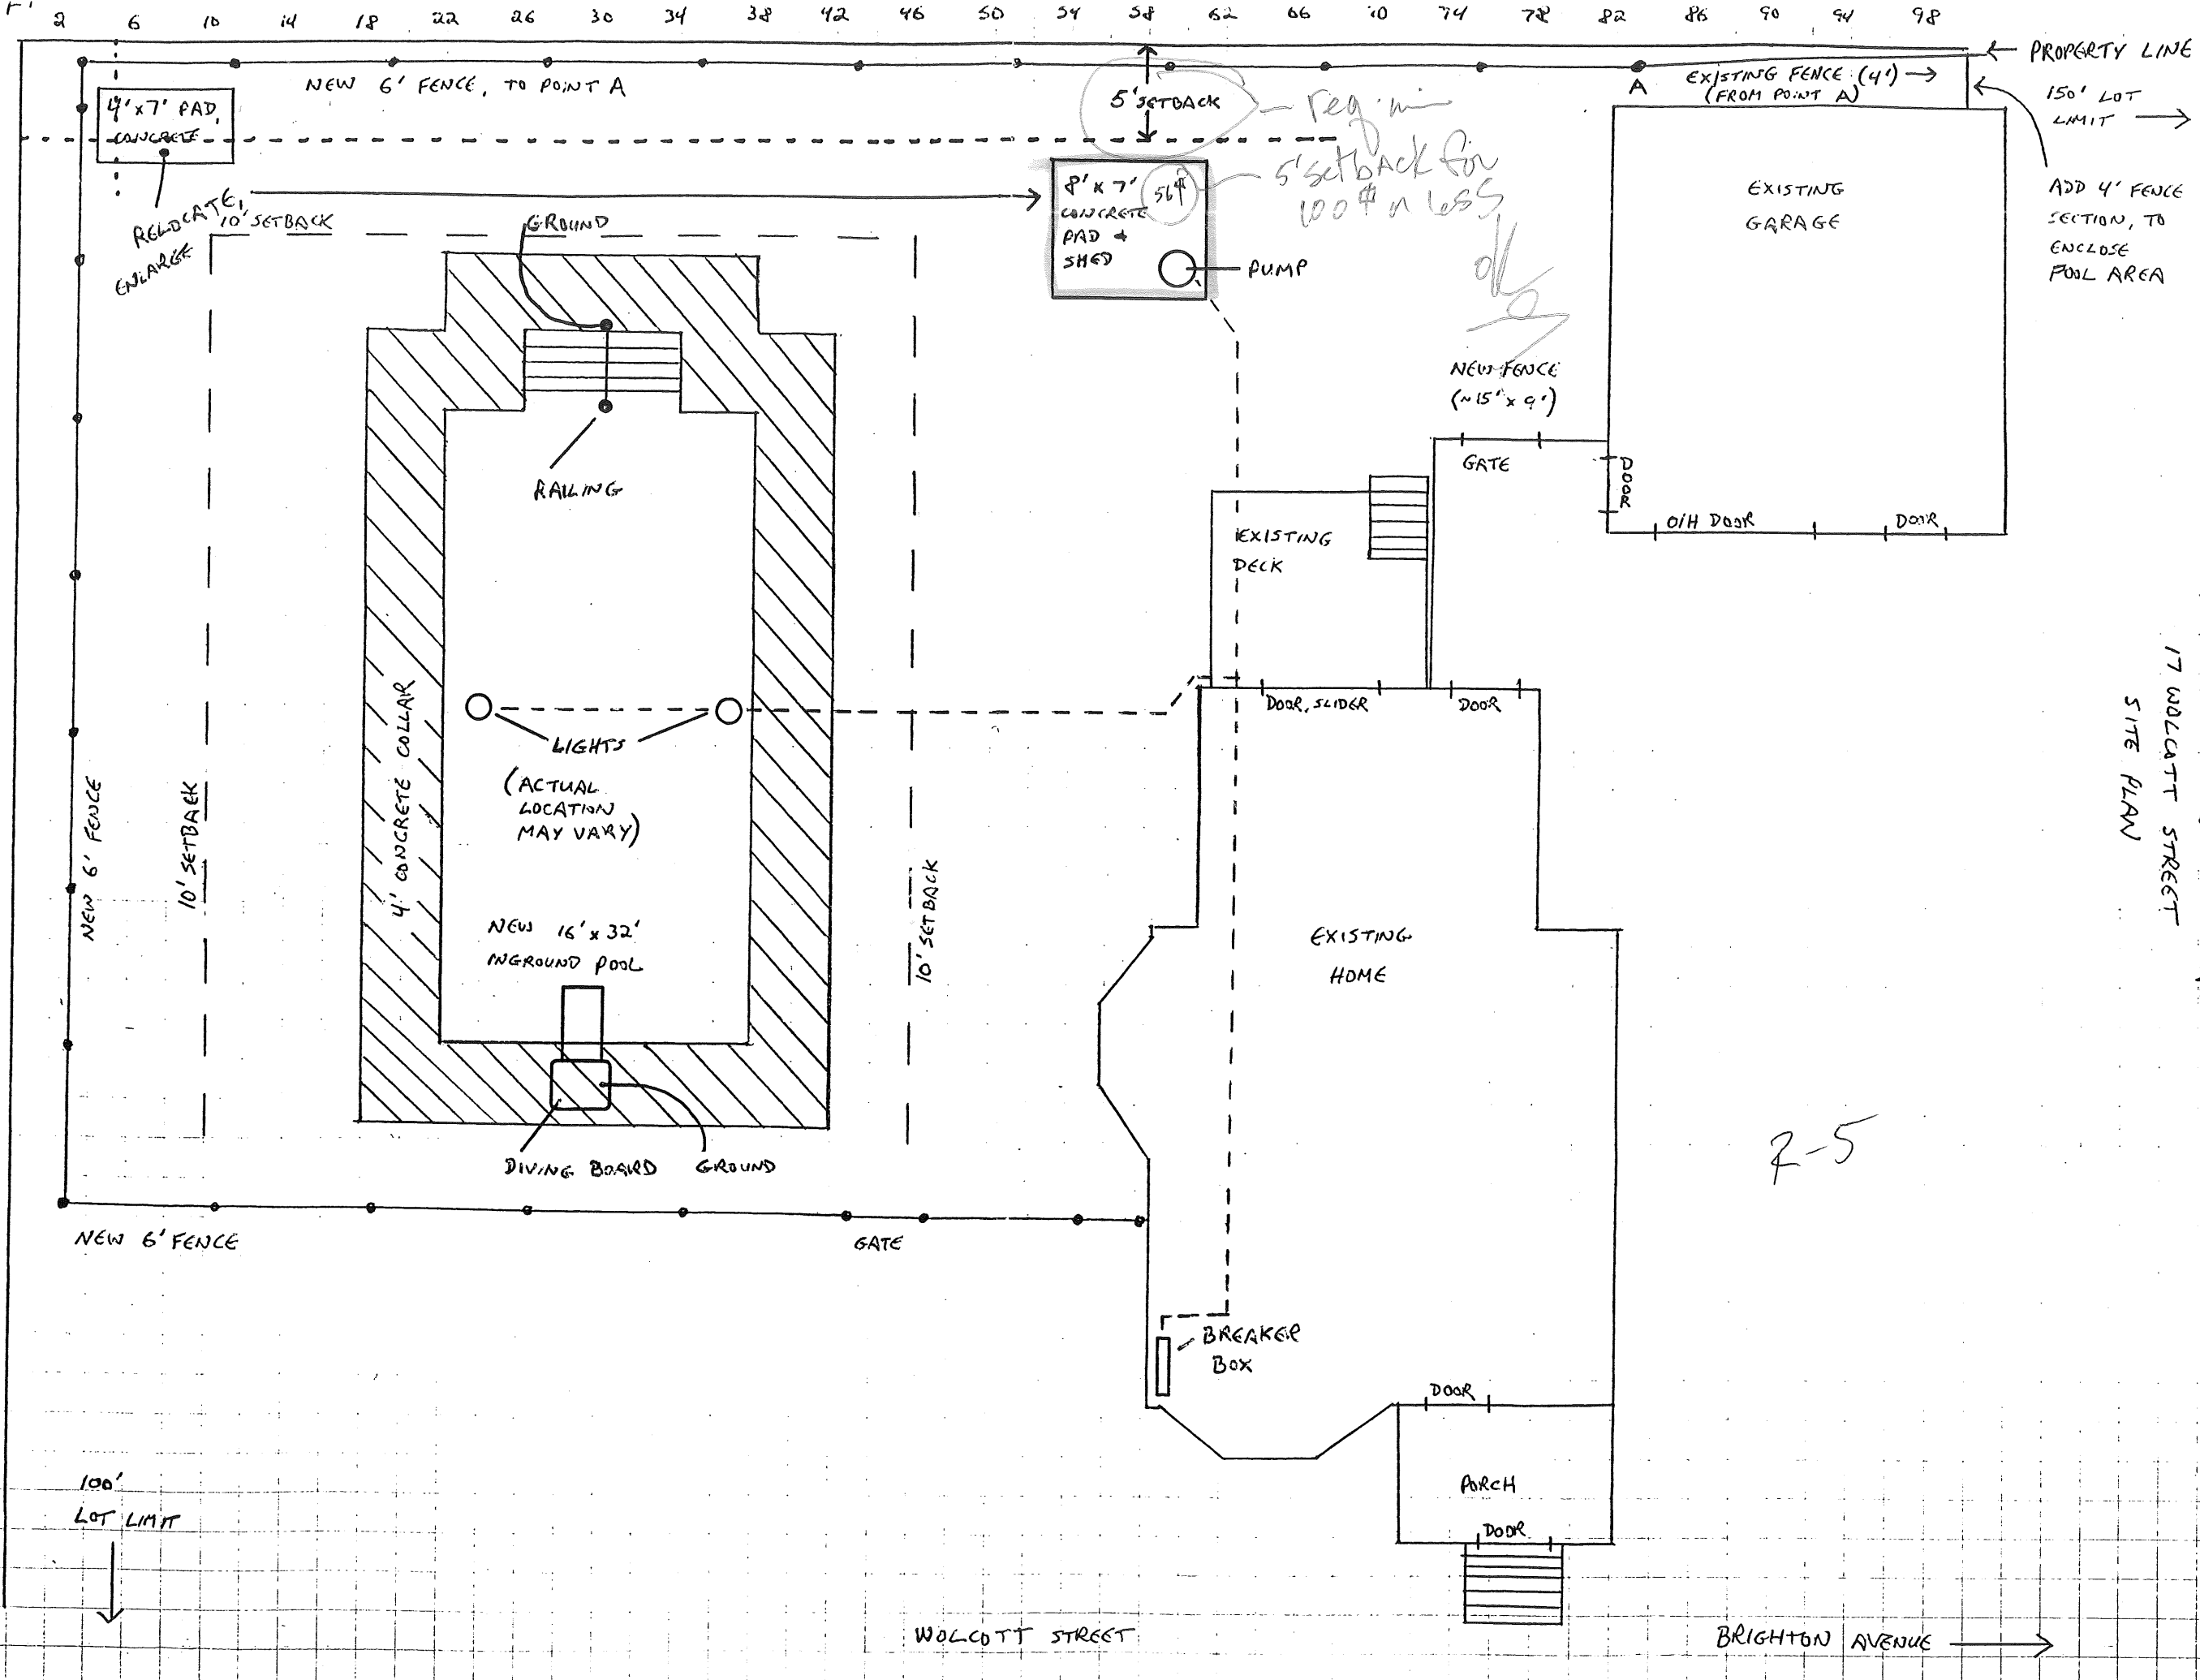 2 6 10 14 18 22 26 30 34 38 42 46 50 54 58 62 66 70 74 78 82 86 90 94 98
PROPERTY LINE
NEW 6' FENCE, TO POINT A
A
EXISTING FENCE (4')
(FROM POINT A)
150' LOT
LIMIT
4' x 7' PAD,
CONCRETE
5' SETBACK
req. min
5' setback for
100 or less
OK
RELOCATE,
ENLARGE
10' SETBACK
8' x 7'
CONCRETE
PAD +
SHED
56
PUMP
GROUND
EXISTING
GARAGE
ADD 4' FENCE
SECTION, TO
ENCLOSE
POOL AREA
NEW FENCE
(~15' x 9')
GATE
DOOR
O/H DOOR
DOOR
RAILING
EXISTING
DECK
DOOR, SLIDER
DOOR
LIGHTS
(ACTUAL
LOCATION
MAY VARY)
4' CONCRETE COLLAR
NEW 6' FENCE
10' SETBACK
10' SETBACK
NEW 16' x 32'
INGROUND POOL
EXISTING
HOME
17 WOLCOTT STREET
SITE PLAN
DIVING BOARD
GROUND
R-5
NEW 6' FENCE
GATE
BREAKER
BOX
DOOR
PORCH
DOOR
100'
LOT LIMIT
WOLCOTT STREET
BRIGHTON AVENUE